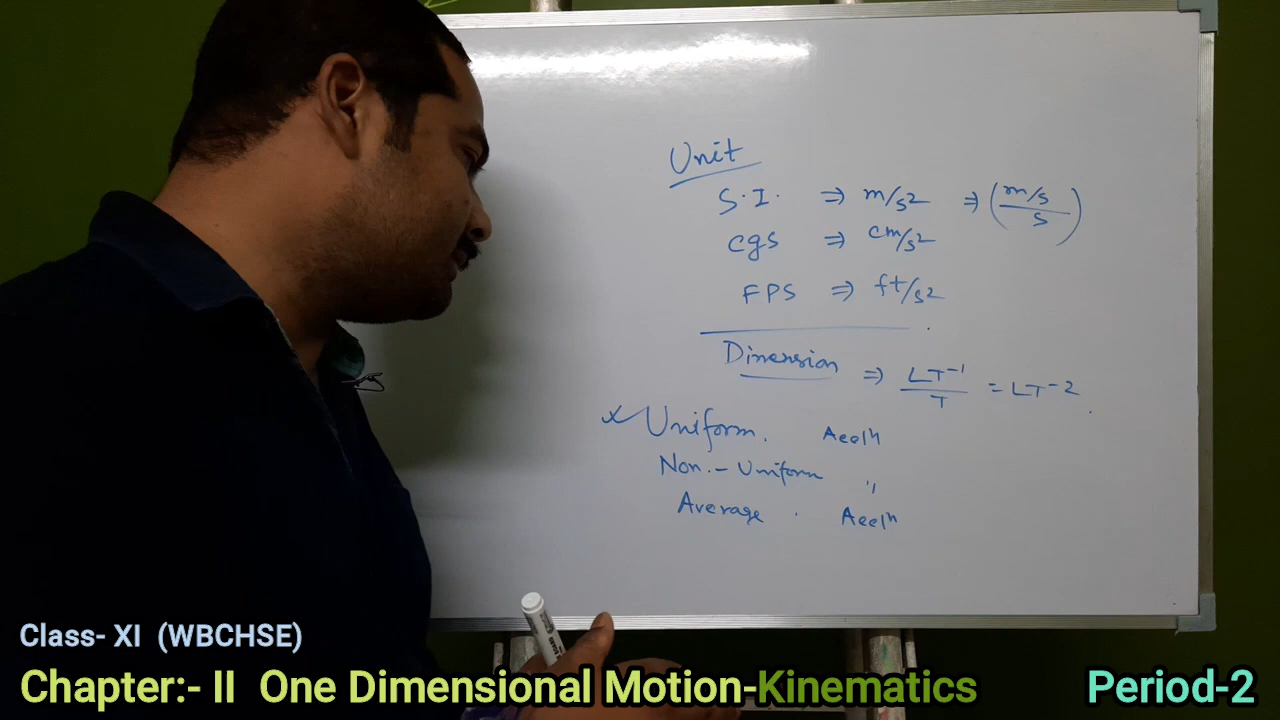 Unit
S.I. ⇒ m/s² ⇒ (m/s / s)
cgs ⇒ cm/s²
FPS ⇒ ft/s²
Dimension ⇒ LT⁻¹ / T = LT⁻²
Uniform. Accln
Non.- Uniform "
Average . Accln
Class- XI (WBCHSE)
Chapter:- II One Dimensional Motion-Kinematics
Period-2